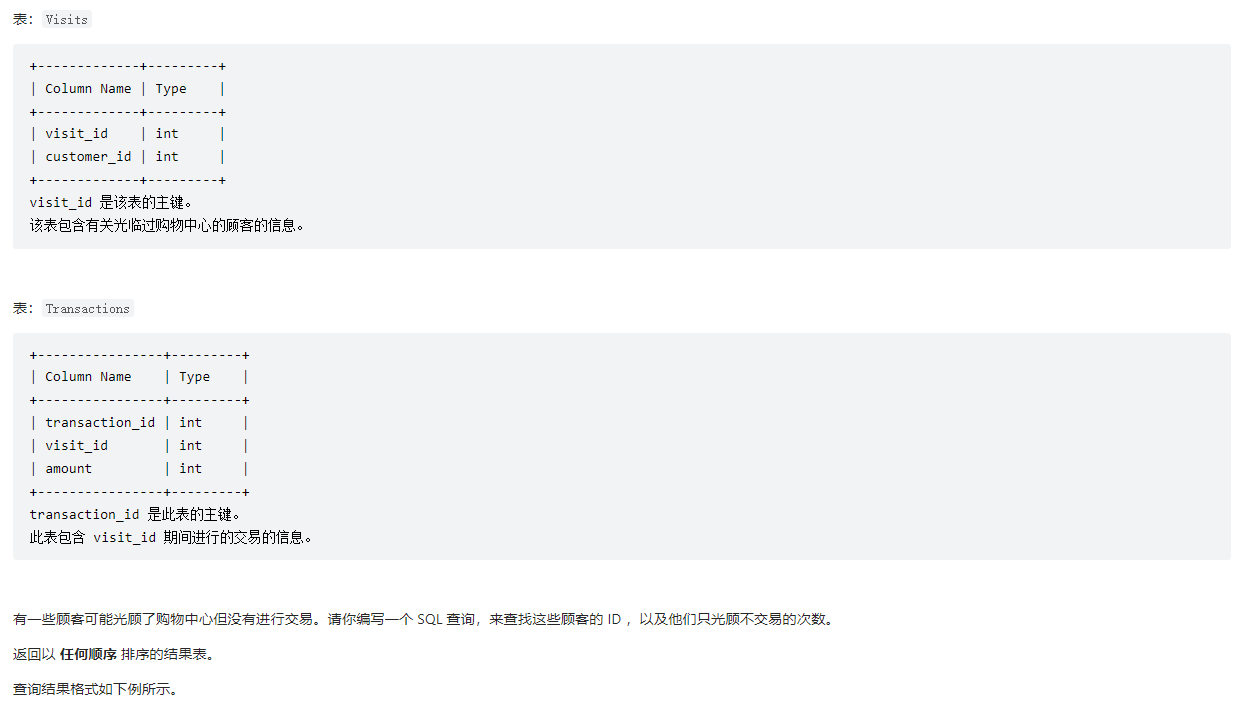 表：Visits
+-------------+---------+
| Column Name | Type    |
+-------------+---------+
| visit_id    | int     |
| customer_id | int     |
+-------------+---------+
visit_id 是该表的主键。
该表包含有关光临过购物中心的顾客的信息。
表：Transactions
+----------------+---------+
| Column Name    | Type    |
+----------------+---------+
| transaction_id | int     |
| visit_id       | int     |
| amount         | int     |
+----------------+---------+
transaction_id 是此表的主键。
此表包含 visit_id 期间进行的交易的信息。
有一些顾客可能光顾了购物中心但没有进行交易。请你编写一个 SQL 查询，来查找这些顾客的 ID ，以及他们只光顾不交易的次数。
返回以 任何顺序 排序的结果表。
查询结果格式如下例所示。